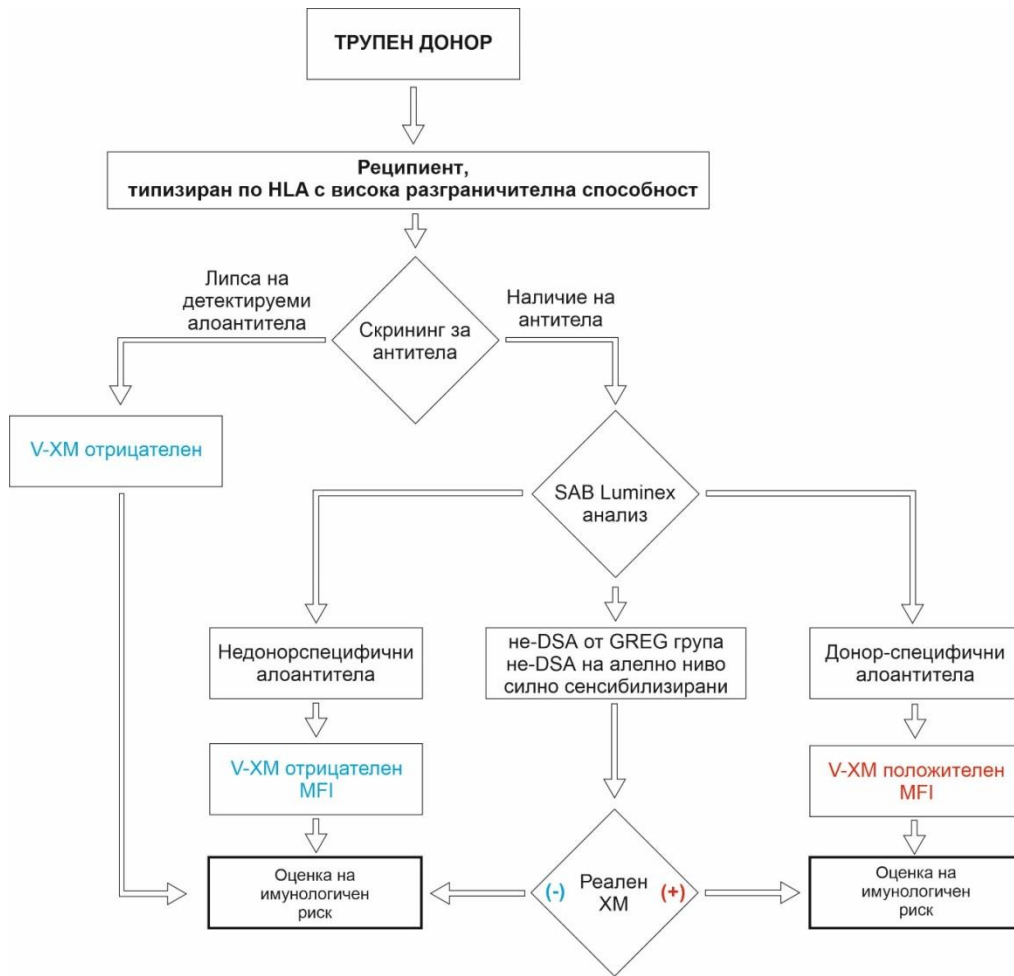 ТРУПЕН ДОНОР
Реципиент,
типизиран по HLA с висока разграничителна способност
Липса на
детектируеми
алоантитела
Наличие на
антитела
Скрининг за
антитела
V-XM отрицателен
SAB Luminex
анализ
Недонорспецифични
алоантитела
не-DSA от GREG група
не-DSA на алелно ниво
силно сенсибилизирани
Донор-специфични
алоантитела
V-XM отрицателен
MFI
V-XM положителен
MFI
Оценка на
имунологичен
риск
(-)
Реален
XM
(+)
Оценка на
имунологичен
риск